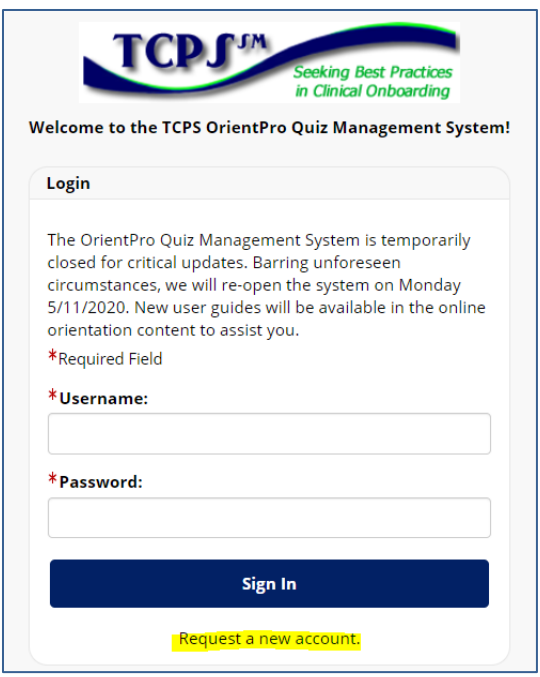 TCPS SM
Seeking Best Practices
in Clinical Onboarding
Welcome to the TCPS OrientPro Quiz Management System!
Login
The OrientPro Quiz Management System is temporarily
closed for critical updates. Barring unforeseen
circumstances, we will re-open the system on Monday
5/11/2020. New user guides will be available in the online
orientation content to assist you.
*Required Field
*Username:
*Password:
Sign In
Request a new account.